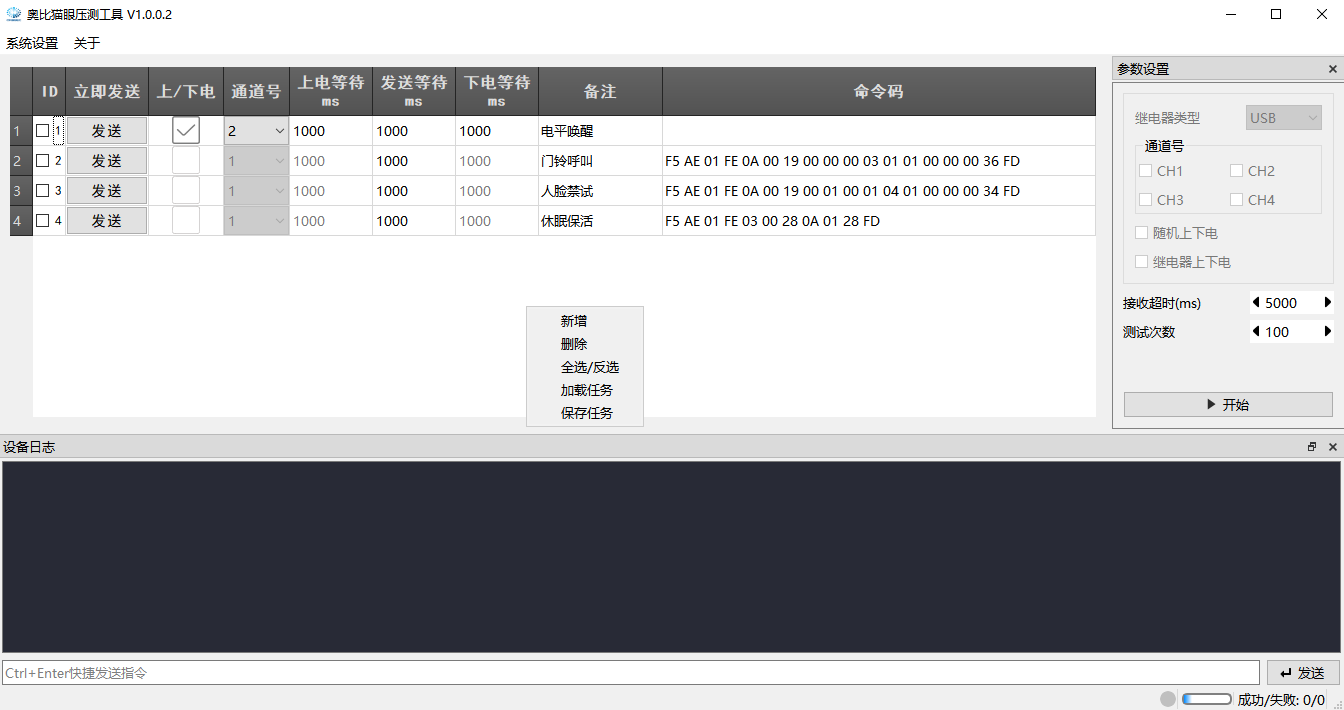 奥比猫眼压测工具 V1.0.0.2
系统设置 关于
ID 立即发送 上/下电 通道号 上电等待 ms 发送等待 ms 下电等待 ms 备注 命令码
1 1 发送 2 1000 1000 1000 电平唤醒
2 2 发送 1 1000 1000 1000 门铃呼叫 F5 AE 01 FE 0A 00 19 00 00 00 03 01 01 00 00 00 36 FD
3 3 发送 1 1000 1000 1000 人脸禁试 F5 AE 01 FE 0A 00 19 00 01 00 01 04 01 00 00 00 34 FD
4 4 发送 1 1000 1000 1000 休眠保活 F5 AE 01 FE 03 00 28 0A 01 28 FD
新增
删除
全选/反选
加载任务
保存任务
参数设置
继电器类型 USB
通道号
CH1 CH2
CH3 CH4
随机上下电
继电器上下电
接收超时(ms) 5000
测试次数 100
开始
设备日志
Ctrl+Enter快捷发送指令 发送
成功/失败: 0/0